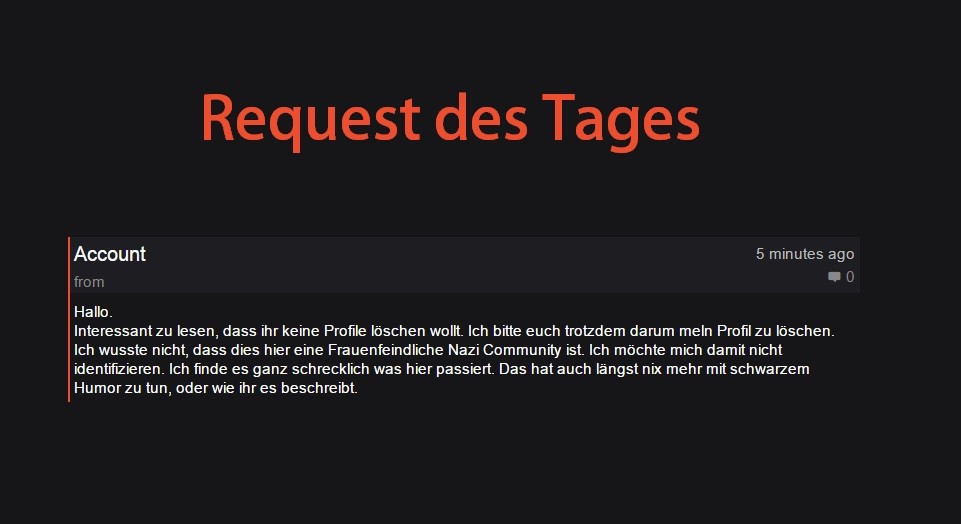 Request des Tages
Account
5 minutes ago
from
0
Hallo.
Interessant zu lesen, dass ihr keine Profile löschen wollt. Ich bitte euch trotzdem darum meln Profil zu löschen.
Ich wusste nicht, dass dies hier eine Frauenfeindliche Nazi Community ist. Ich möchte mich damit nicht
identifizieren. Ich finde es ganz schrecklich was hier passiert. Das hat auch längst nix mehr mit schwarzem
Humor zu tun, oder wie ihr es beschreibt.